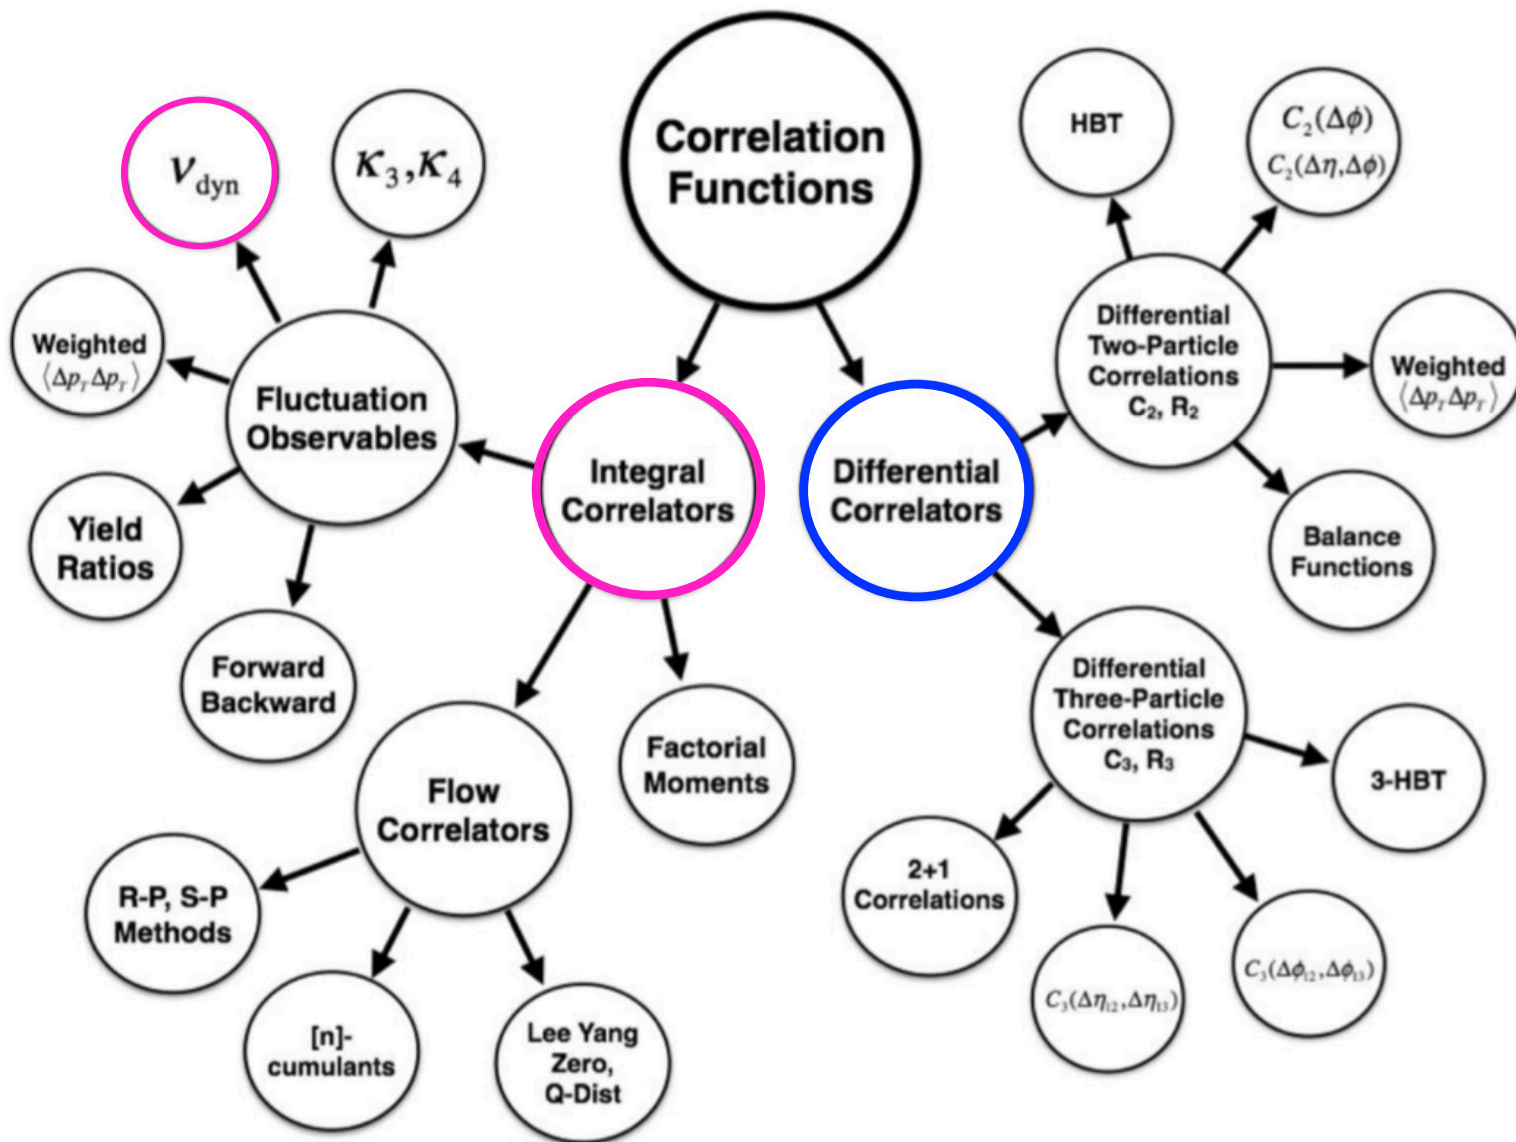 Correlation
Functions
ν_dyn
κ₃,κ₄
Weighted
⟨Δp_T Δp_T⟩
Fluctuation
Observables
Yield
Ratios
Forward
Backward
Integral
Correlators
Flow
Correlators
Factorial
Moments
R-P, S-P
Methods
[n]-
cumulants
Lee Yang
Zero,
Q-Dist
Differential
Correlators
HBT
C₂(Δϕ)
C₂(Δη,Δϕ)
Differential
Two-Particle
Correlations
C₂, R₂
Weighted
⟨Δp_T Δp_T⟩
Balance
Functions
Differential
Three-Particle
Correlations
C₃, R₃
3-HBT
2+1
Correlations
C₃(Δη₁₂,Δη₁₃)
C₃(Δϕ₁₂,Δϕ₁₃)